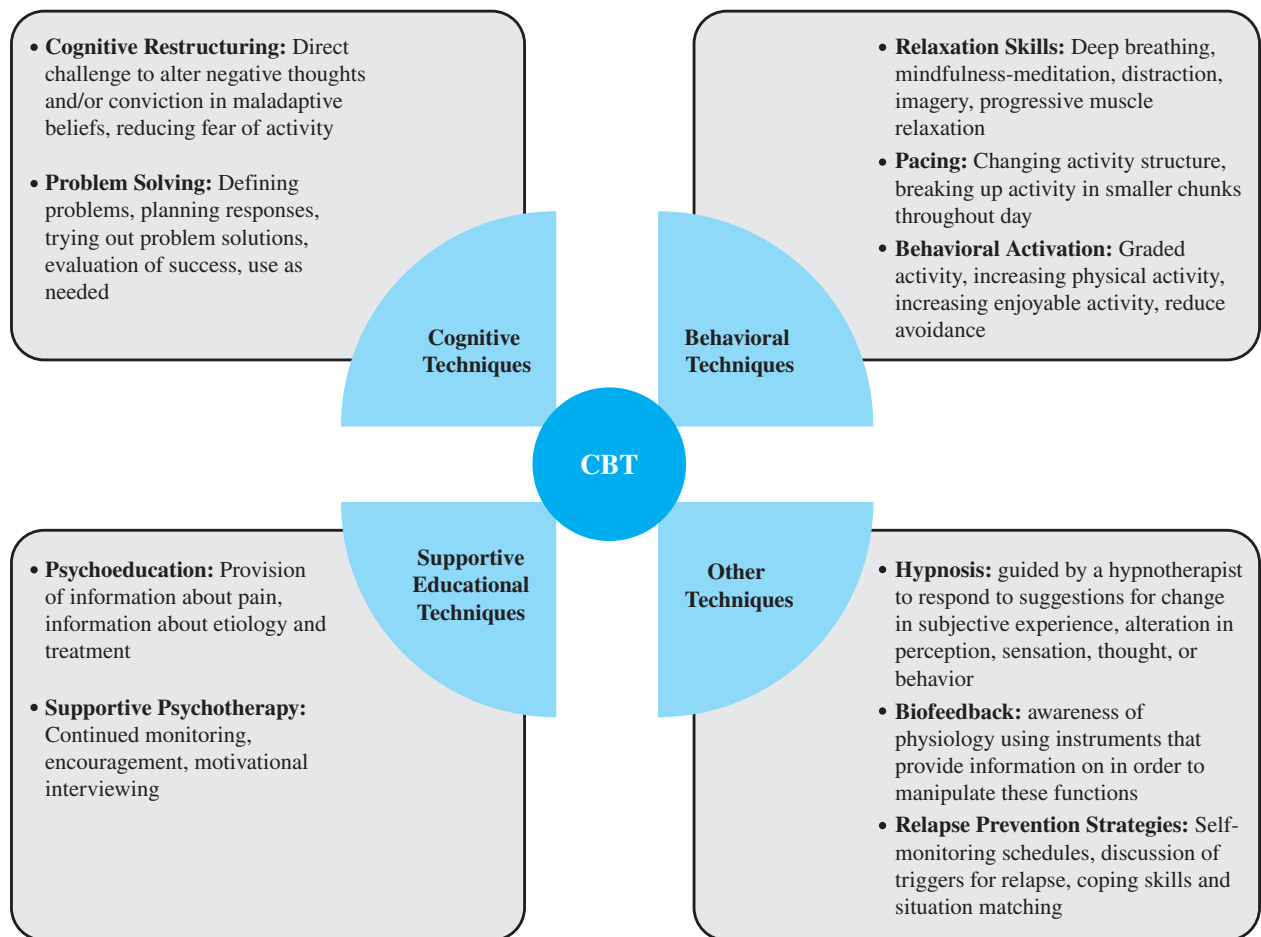 • Cognitive Restructuring: Direct
challenge to alter negative thoughts
and/or conviction in maladaptive
beliefs, reducing fear of activity
• Problem Solving: Defining
problems, planning responses,
trying out problem solutions,
evaluation of success, use as
needed
Cognitive
Techniques
• Relaxation Skills: Deep breathing,
mindfulness-meditation, distraction,
imagery, progressive muscle
relaxation
• Pacing: Changing activity structure,
breaking up activity in smaller chunks
throughout day
• Behavioral Activation: Graded
activity, increasing physical activity,
increasing enjoyable activity, reduce
avoidance
Behavioral
Techniques
CBT
• Psychoeducation: Provision
of information about pain,
information about etiology and
treatment
• Supportive Psychotherapy:
Continued monitoring,
encouragement, motivational
interviewing
Supportive
Educational
Techniques
Other
Techniques
• Hypnosis: guided by a hypnotherapist
to respond to suggestions for change
in subjective experience, alteration in
perception, sensation, thought, or
behavior
• Biofeedback: awareness of
physiology using instruments that
provide information on in order to
manipulate these functions
• Relapse Prevention Strategies: Self-
monitoring schedules, discussion of
triggers for relapse, coping skills and
situation matching